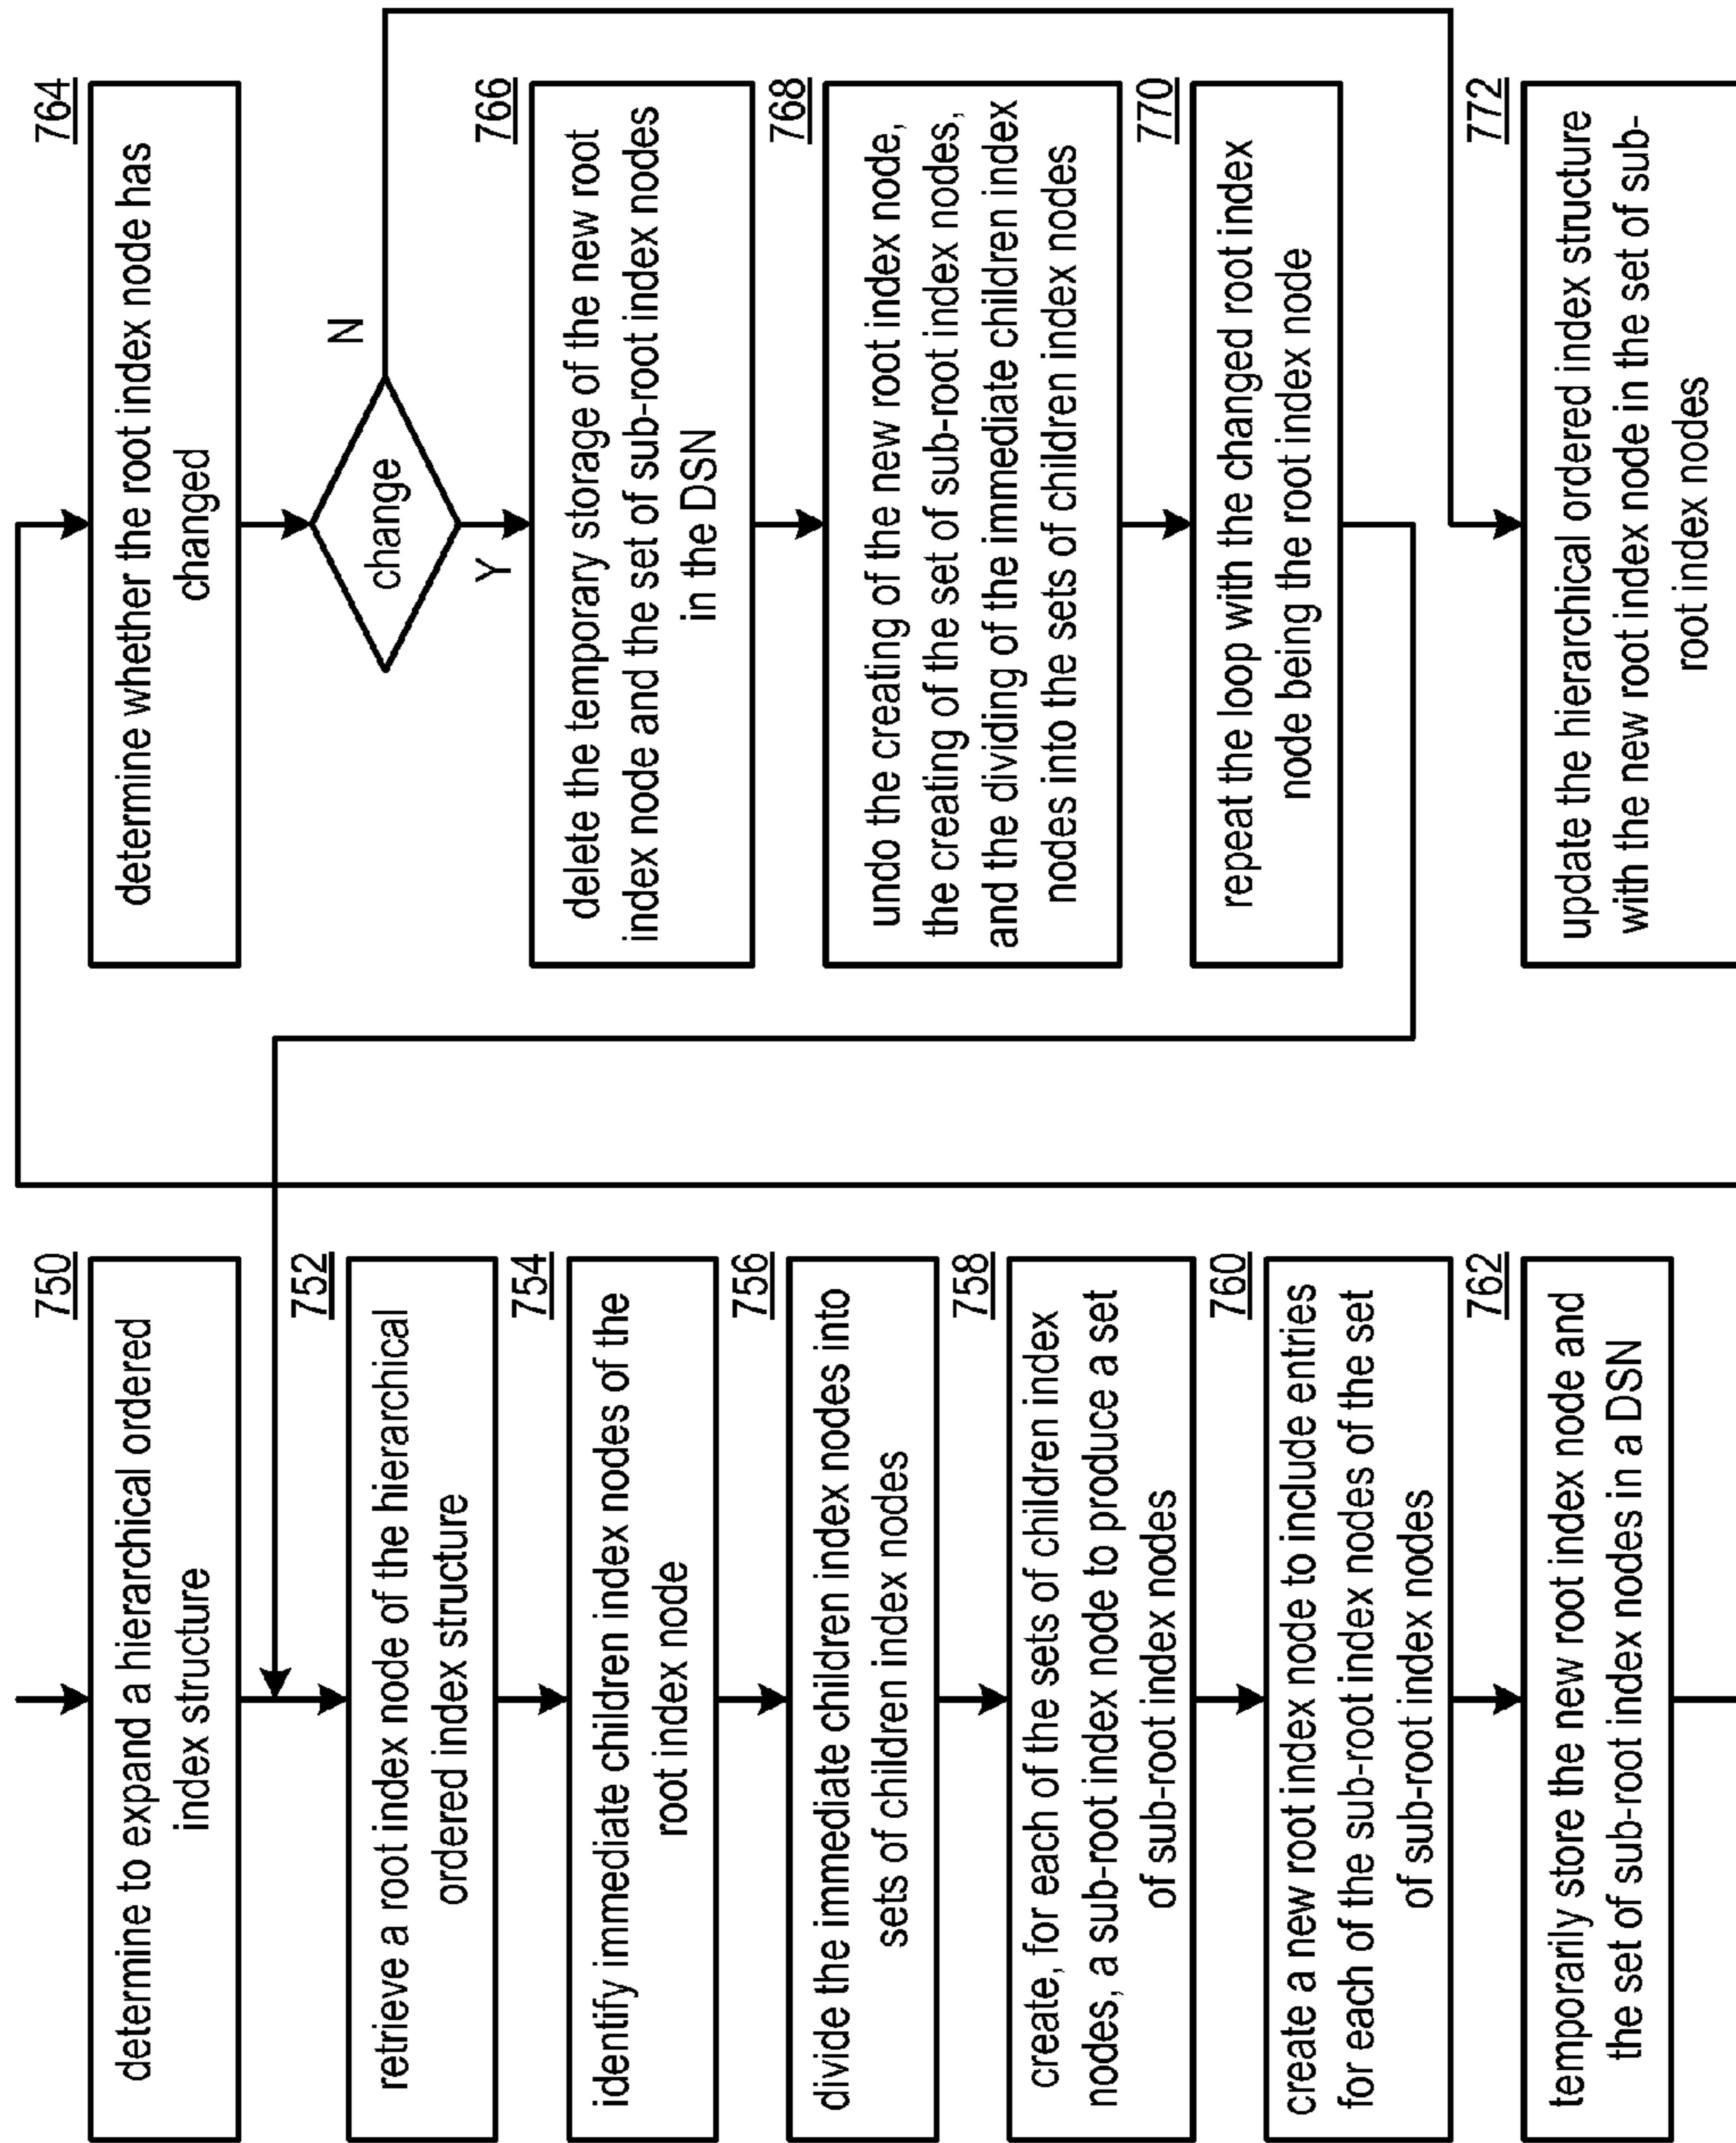 750
determine to expand a hierarchical ordered
index structure
752
retrieve a root index node of the hierarchical
ordered index structure
754
identify immediate children index nodes of the
root index node
756
divide the immediate children index nodes into
sets of children index nodes
758
create, for each of the sets of children index
nodes, a sub-root index node to produce a set
of sub-root index nodes
760
create a new root index node to include entries
for each of the sub-root index nodes of the set
of sub-root index nodes
762
temporarily store the new root index node and
the set of sub-root index nodes in a DSN
764
determine whether the root index node has
changed
change
N
Y
766
delete the temporary storage of the new root
index node and the set of sub-root index nodes
in the DSN
768
undo the creating of the new root index node,
the creating of the set of sub-root index nodes,
and the dividing of the immediate children index
nodes into the sets of children index nodes
770
repeat the loop with the changed root index
node being the root index node
772
update the hierarchical ordered index structure
with the new root index node in the set of sub-
root index nodes